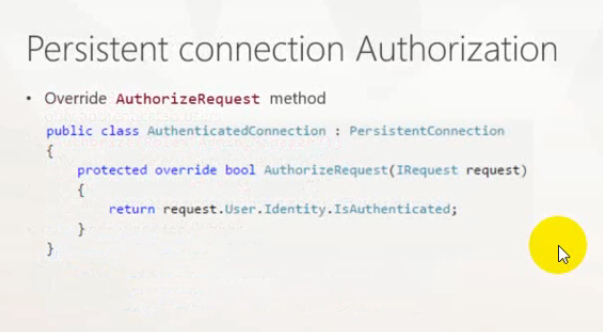 Persistent connection Authorization
• Override AuthorizeRequest method
public class AuthenticatedConnection : PersistentConnection
{
    protected override bool AuthorizeRequest(IRequest request)
    {
        return request.User.Identity.IsAuthenticated;
    }
}